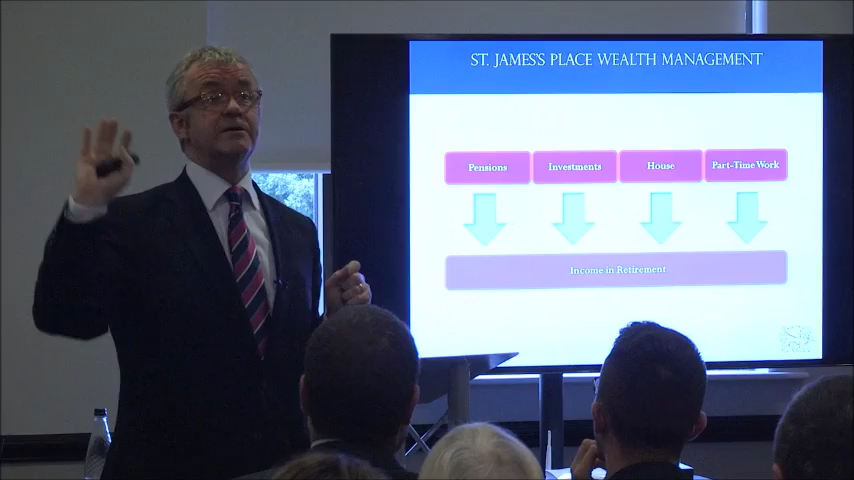 ST. JAMES'S PLACE WEALTH MANAGEMENT
Pensions
Investments
House
Part-Time Work
Income in Retirement